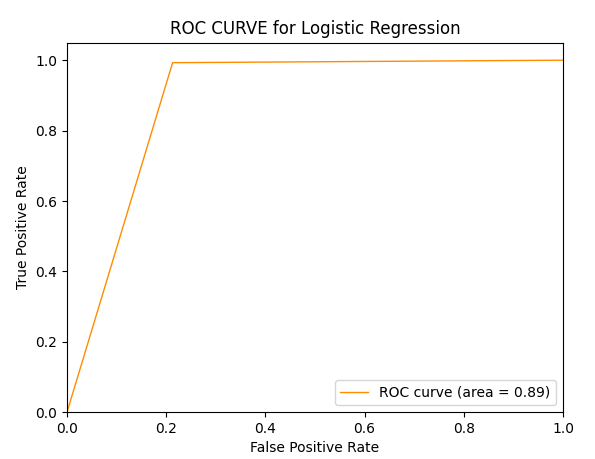 ROC CURVE for Logistic Regression
True Positive Rate
1.0
0.8
0.6
0.4
0.2
0.0
ROC curve (area = 0.89)
0.0 0.2 0.4 0.6 0.8 1.0
False Positive Rate